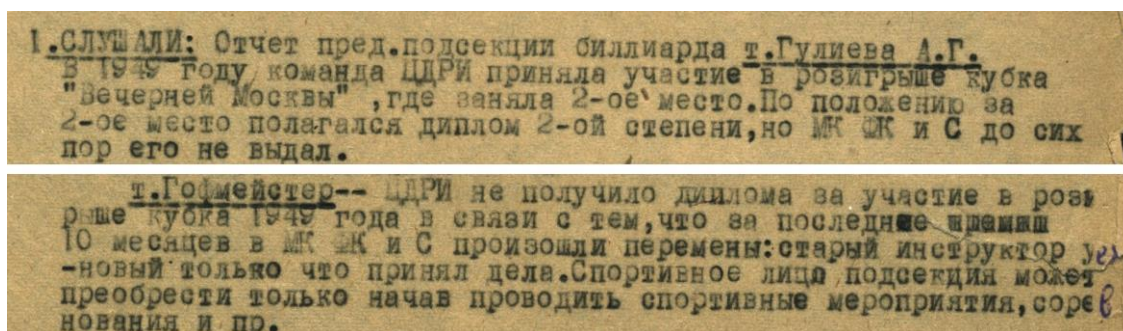 I.СЛУШАЛИ: Отчет пред.подсекции биллиарда т.Гулиева А.Г.
В 1949 году команда ЦДРИ приняла участие в розигрыше кубка
"Вечерней Москвы" ,где заняла 2-ое место.По положению за
2-ое место полагался диплом 2-ой степени,но МК ФК и С до сих
пор его не выдал.
т.Гофмейстер-- ЦДРИ не получило диплома за участие в розы
рыше кубка 1949 года в связи с тем,что за последнее
10 месяцев в МК ФК и С произошли перемены:старый инструктор
-новый только что принял дела.Спортивное лицо подсекция может
преобрести только начав проводить спортивные мероприятия,соре в
нования и пр.